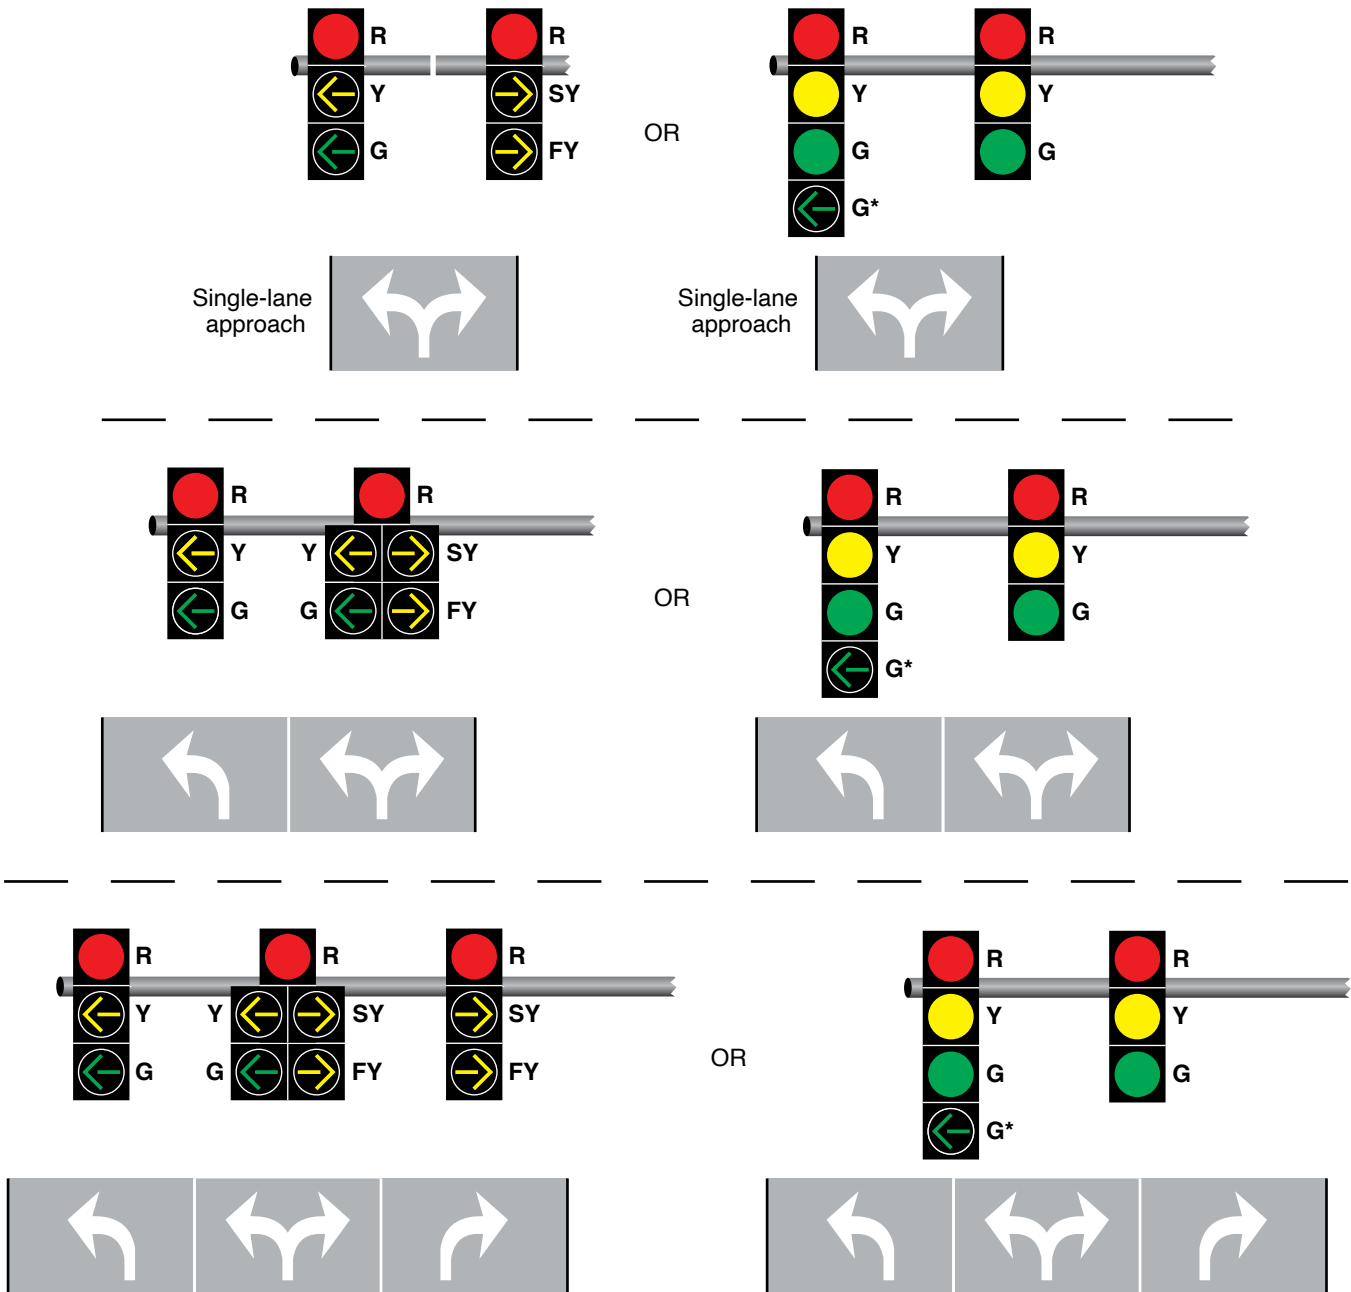 R R R R
Y SY Y Y
G FY OR G G
G*
Single-lane
approach
Single-lane
approach
R R R R
Y Y SY Y Y
G G FY OR G G
G*
R R R R R
Y Y SY SY Y Y
G G FY FY OR G G
G*